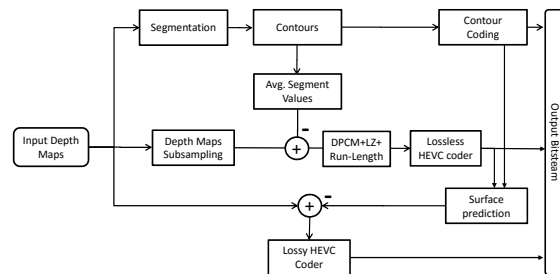 Segmentation
Contours
Contour
Coding
Avg. Segment
Values
Input Depth
Maps
Depth Maps
Subsampling
-
+
DPCM+LZ+
Run-Length
Lossless
HEVC coder
Surface
prediction
-
+
Lossy HEVC
Coder
Output Bitsteam